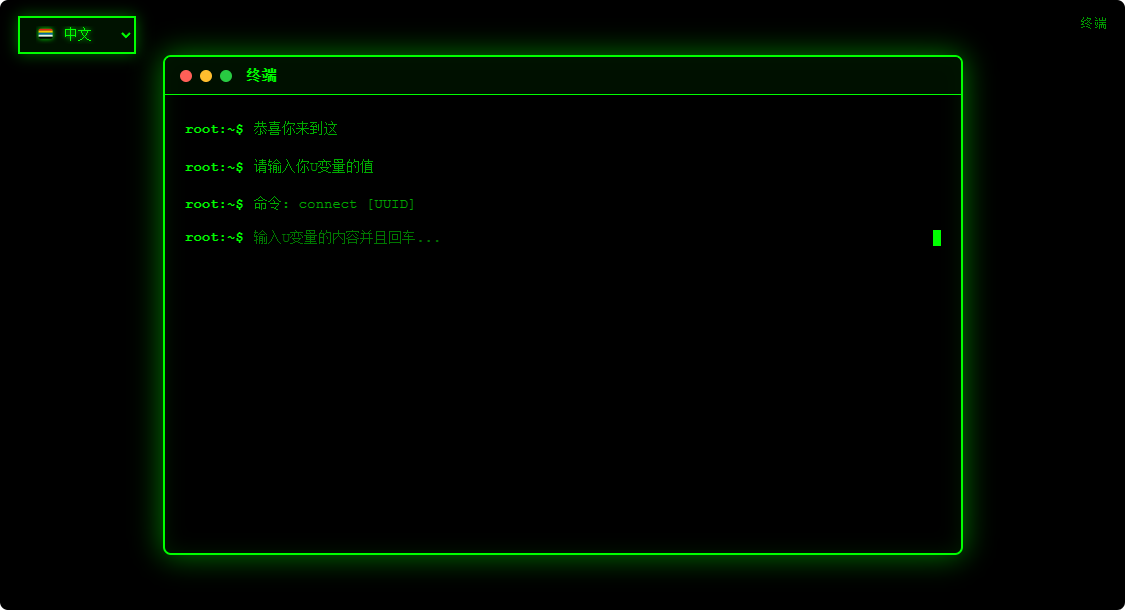 中文
终端
终端
root:~$ 恭喜你来到这
root:~$ 请输入你U变量的值
root:~$ 命令: connect [UUID]
root:~$ 输入U变量的内容并且回车...